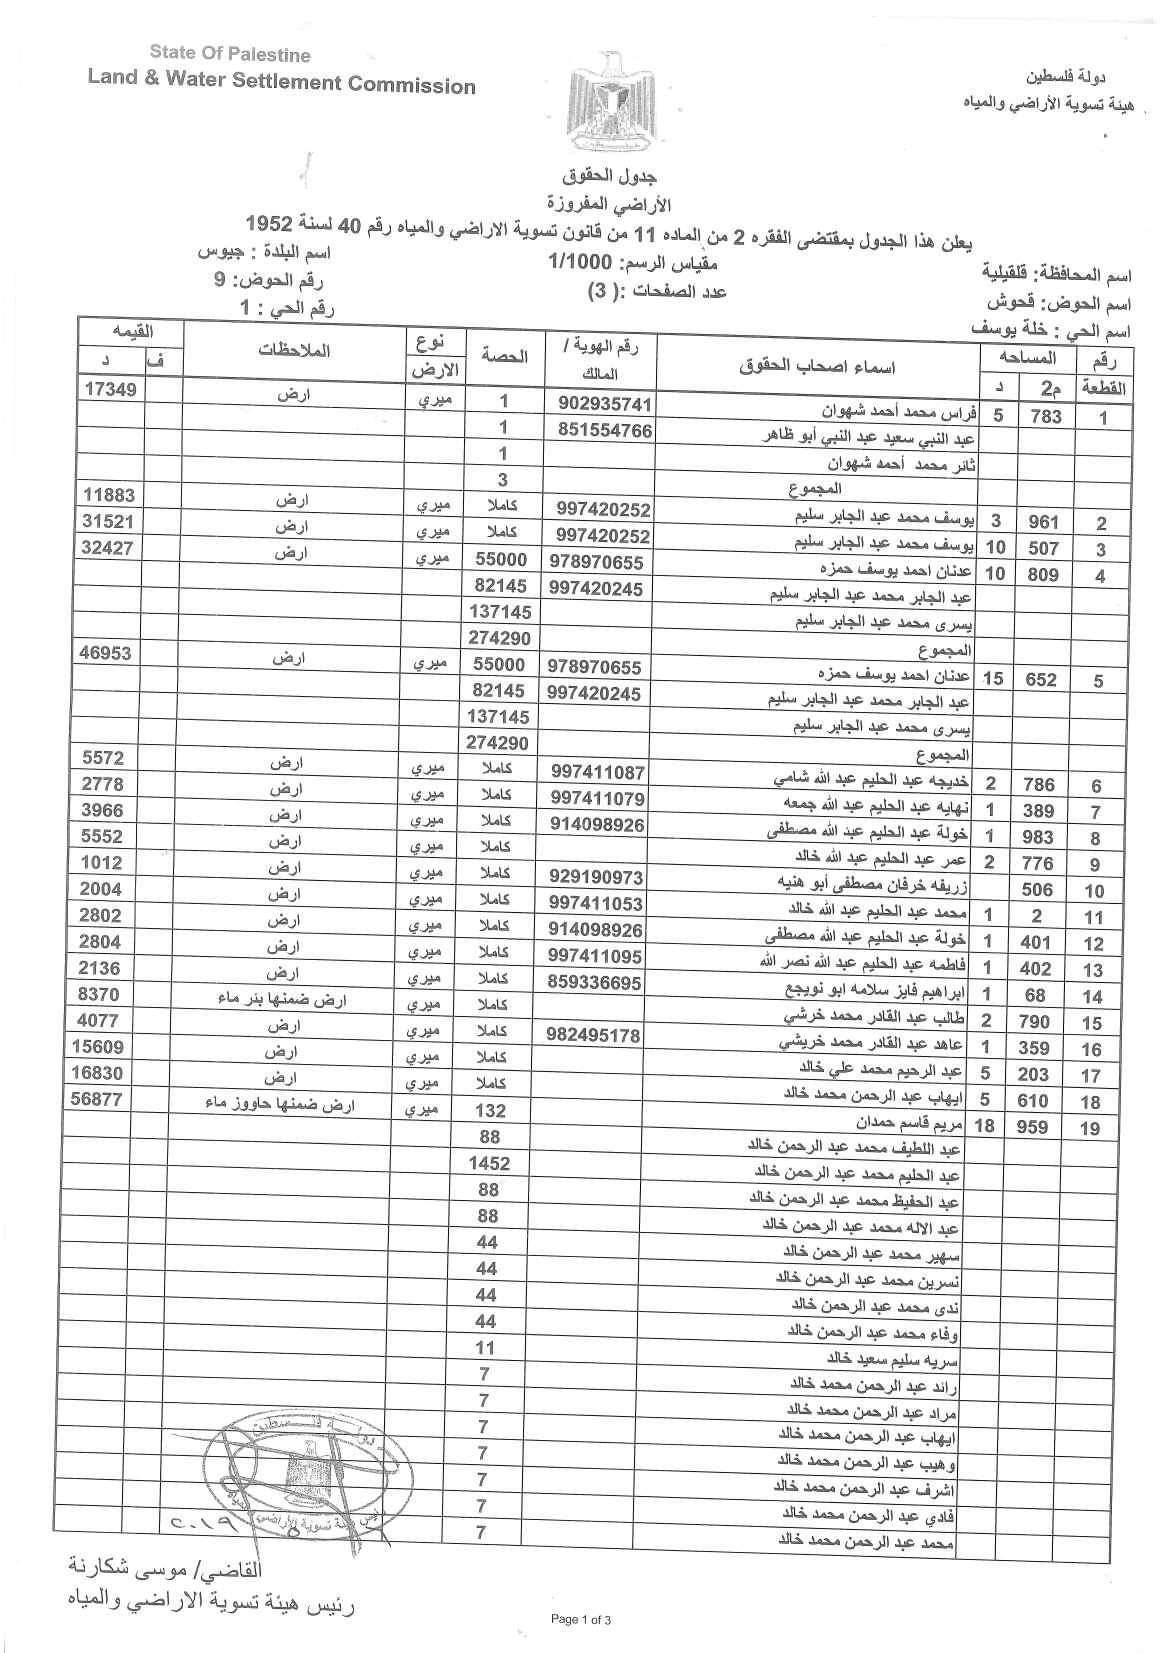 State Of Palestine
Land & Water Settlement Commission
دولة فلسطين
هيئة تسوية الأراضي والمياه
جدول الحقوق
الأراضي المفروزة
يعلن هذا الجدول بمقتضى الفقره 2 من الماده 11 من قانون تسوية الاراضي والمياه رقم 40 لسنة 1952
اسم المحافظة: قلقيلية مقياس الرسم: 1/1000 اسم البلدة : جيوس
اسم الحوض: قحوش عدد الصفحات :( 3) رقم الحوض: 9
اسم الحي : خلة يوسف رقم الحي : 1
رقم القطعة المساحه م2 د اسماء اصحاب الحقوق رقم الهوية / المالك الحصة نوع الارض الملاحظات القيمه ف د
1 783 5 فراس محمد أحمد شهوان 902935741 1 ميري ارض 17349
عبد النبي سعيد عبد النبي أبو ظاهر 851554766 1
ثائر محمد أحمد شهوان 1
المجموع 3
2 961 3 يوسف محمد عبد الجابر سليم 997420252 كاملا ميري ارض 11883
3 507 10 يوسف محمد عبد الجابر سليم 997420252 كاملا ميري ارض 31521
4 809 10 عدنان احمد يوسف حمزه 978970655 55000 ميري ارض 32427
عبد الجابر محمد عبد الجابر سليم 997420245 82145
يسرى محمد عبد الجابر سليم 137145
المجموع 274290
5 652 15 عدنان احمد يوسف حمزه 978970655 55000 ميري ارض 46953
عبد الجابر محمد عبد الجابر سليم 997420245 82145
يسرى محمد عبد الجابر سليم 137145
المجموع 274290
6 786 2 خديجه عبد الحليم عبد الله شامي 997411087 كاملا ميري ارض 5572
7 389 1 نهايه عبد الحليم عبد الله جمعه 997411079 كاملا ميري ارض 2778
8 983 1 خولة عبد الحليم عبد الله مصطفى 914098926 كاملا ميري ارض 3966
9 776 2 عمر عبد الحليم عبد الله خالد كاملا ميري ارض 5552
10 506 زريفه خرفان مصطفى أبو هنيه 929190973 كاملا ميري ارض 1012
11 2 1 محمد عبد الحليم عبد الله خالد 997411053 كاملا ميري ارض 2004
12 401 1 خولة عبد الحليم عبد الله مصطفى 914098926 كاملا ميري ارض 2802
13 402 1 فاطمه عبد الحليم عبد الله نصر الله 997411095 كاملا ميري ارض 2804
14 68 1 ابراهيم فايز سلامه ابو نويجع 859336695 كاملا ميري ارض 2136
15 790 2 طالب عبد القادر محمد خرشي كاملا ميري ارض ضمنها بئر ماء 8370
16 359 1 عاهد عبد القادر محمد خريشي 982495178 كاملا ميري ارض 4077
17 203 5 عبد الرحيم محمد علي خالد كاملا ميري ارض 15609
18 610 5 ايهاب عبد الرحمن محمد خالد كاملا ميري ارض 16830
19 959 18 مريم قاسم حمدان 132 ميري ارض ضمنها حاووز ماء 56877
عبد اللطيف محمد عبد الرحمن خالد 88
عبد الحليم محمد عبد الرحمن خالد 1452
عبد الحفيظ محمد عبد الرحمن خالد 88
عبد الاله محمد عبد الرحمن خالد 88
سهير محمد عبد الرحمن خالد 44
نسرين محمد عبد الرحمن خالد 44
ندى محمد عبد الرحمن خالد 44
وفاء محمد عبد الرحمن خالد 44
سريه سليم سعيد خالد 11
رائد عبد الرحمن محمد خالد 7
مراد عبد الرحمن محمد خالد 7
ايهاب عبد الرحمن محمد خالد 7
وهيب عبد الرحمن محمد خالد 7
اشرف عبد الرحمن محمد خالد 7
فادي عبد الرحمن محمد خالد 7
محمد عبد الرحمن محمد خالد 7
دولة فلسطين
رئيس هيئة تسوية الأراضي والمياه
القاضي/ موسى شكارنة
رئيس هيئة تسوية الاراضي والمياه
Page 1 of 3